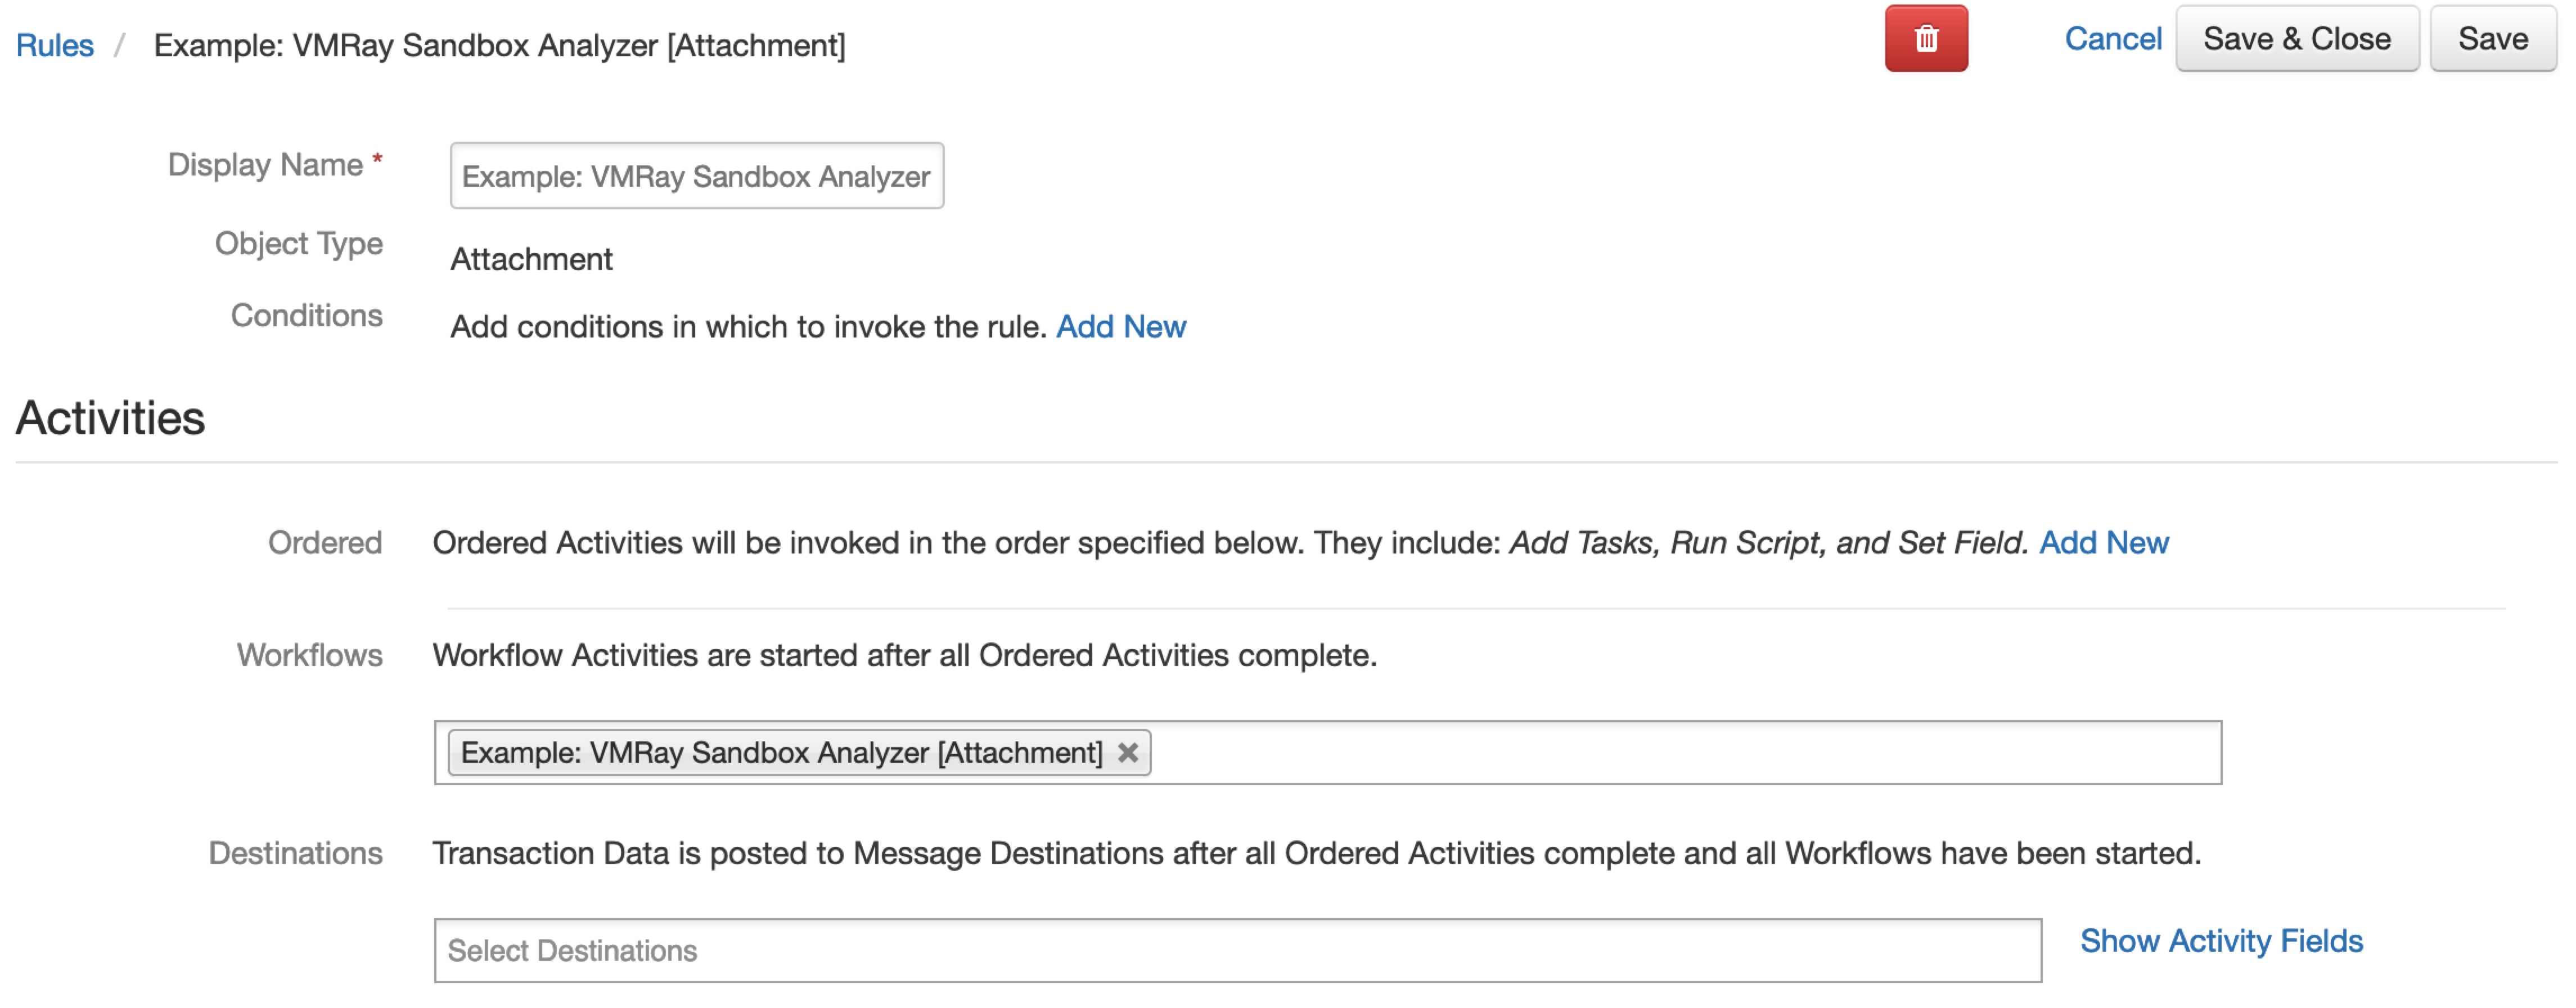 Rules / Example: VMRay Sandbox Analyzer [Attachment] Cancel Save & Close Save
Display Name * Example: VMRay Sandbox Analyzer
Object Type Attachment
Conditions Add conditions in which to invoke the rule. Add New
Activities
Ordered Ordered Activities will be invoked in the order specified below. They include: Add Tasks, Run Script, and Set Field. Add New
Workflows Workflow Activities are started after all Ordered Activities complete.
Example: VMRay Sandbox Analyzer [Attachment] ×
Destinations Transaction Data is posted to Message Destinations after all Ordered Activities complete and all Workflows have been started.
Select Destinations Show Activity Fields